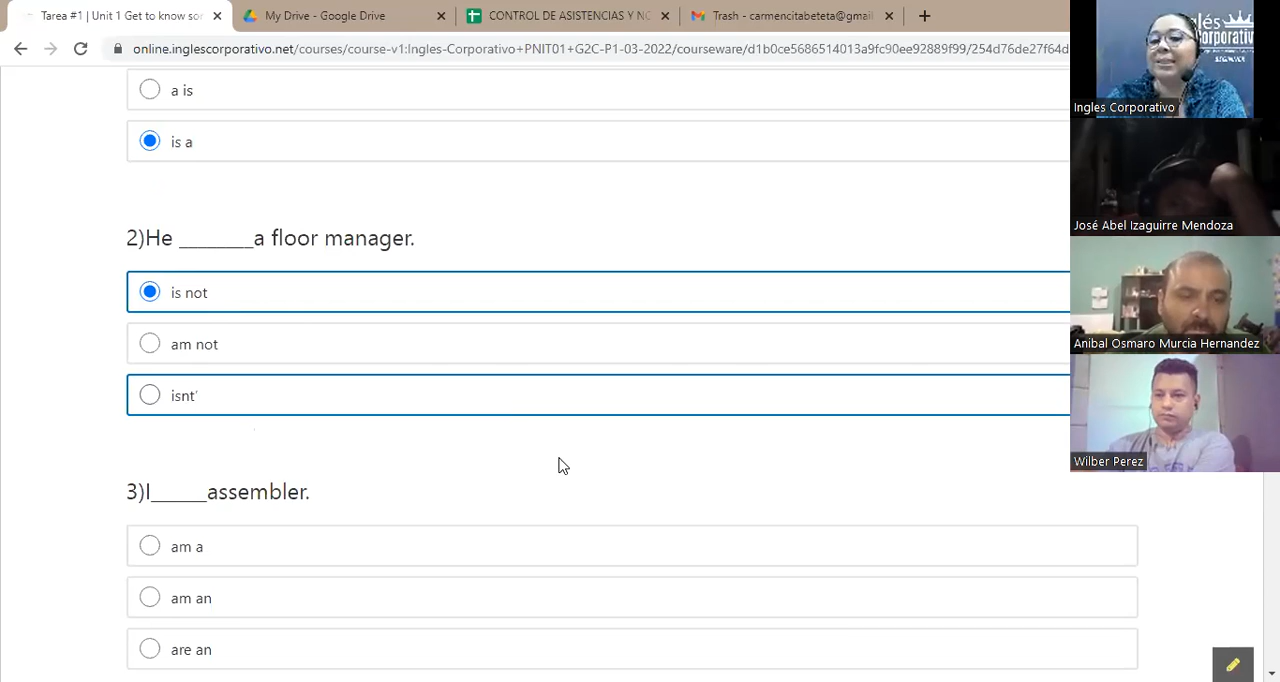 Tarea #1 | Unit 1 Get to know so
My Drive - Google Drive
CONTROL DE ASISTENCIAS Y NO
Trash - carmencitabeteta@gmail
online.inglescorporativo.net/courses/course-v1:Ingles-Corporativo+PNIT01+G2C-P1-03-2022/courseware/d1b0ce5686514013a9fc90ee92889f99/254d76de27f64d
a is
is a
2)He ________a floor manager.
is not
am not
isnt´
3)I______assembler.
am a
am an
are an
Ingles Corporativo
José Abel Izaguirre Mendoza
Anibal Osmaro Murcia Hernandez
Wilber Perez